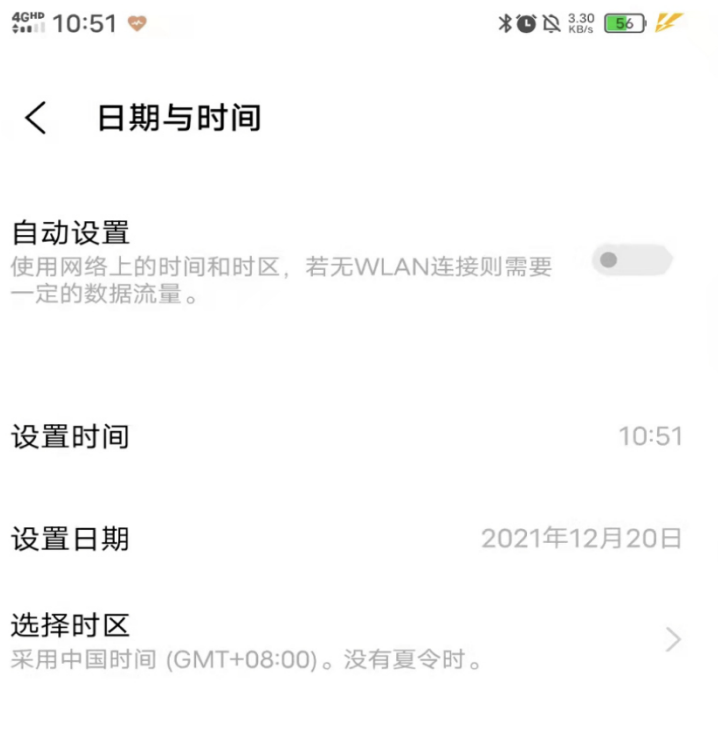 4GHD 10:51 3.30 KB/s 56
日期与时间
自动设置
使用网络上的时间和时区，若无WLAN连接则需要
一定的数据流量。
设置时间 10:51
设置日期 2021年12月20日
选择时区
采用中国时间 (GMT+08:00)。没有夏令时。